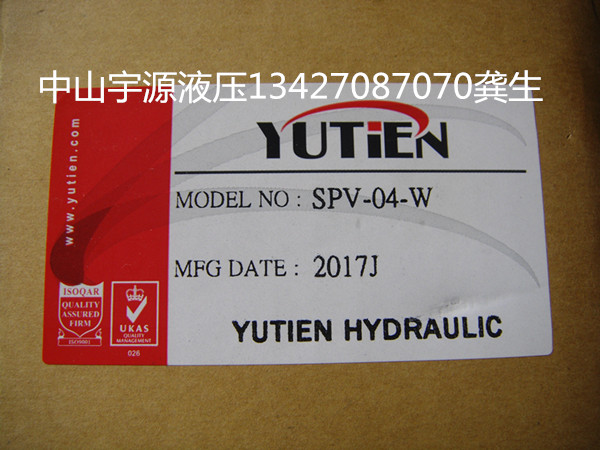 中山宇源液压13427087070龚生
YUTiEN
www.yutien.com
MODEL NO : SPV-04-W
MFG DATE : 2017J
ISOQAR
QUALITY
ASSURED
FIRM
ISO9001
UKAS
QUALITY
MANAGEMENT
026
YUTIEN HYDRAULIC